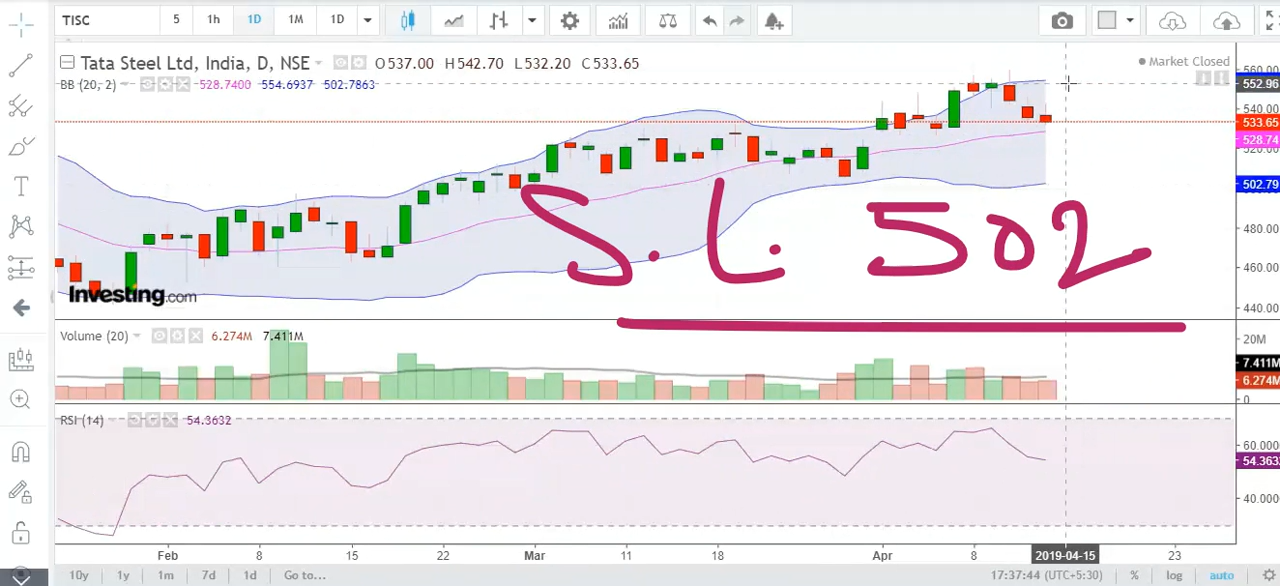 TISC 5 1h 1D 1M 1D
Tata Steel Ltd, India, D, NSE O537.00 H542.70 L532.20 C533.65 Market Closed
BB (20, 2) 528.7400 554.6937 502.7863
560.00
552.96
540.00
533.65
528.74
520.00
502.79
480.00
460.00
440.00
S. L. 502
Investing.com
Volume (20) 6.274M 7.411M
20M
7.411M
6.274M
0
RSI (14) 54.3632
60.000
54.3632
40.000
Feb 8 15 22 Mar 11 18 Apr 8 2019-04-15 23
10y 1y 1m 7d 1d Go to... 17:37:44 (UTC+5:30) % log auto